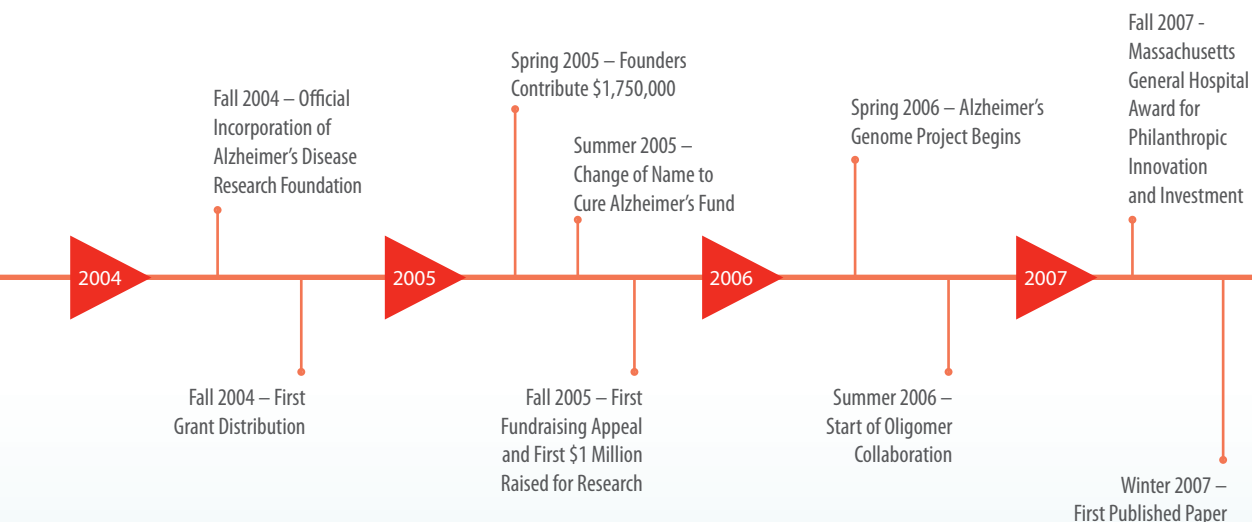 Fall 2004 – Official
Incorporation of
Alzheimer's Disease
Research Foundation
Spring 2005 – Founders
Contribute $1,750,000
Summer 2005 –
Change of Name to
Cure Alzheimer's Fund
Spring 2006 – Alzheimer's
Genome Project Begins
Fall 2007 -
Massachusetts
General Hospital
Award for
Philanthropic
Innovation
and Investment
2004
2005
2006
2007
Fall 2004 – First
Grant Distribution
Fall 2005 – First
Fundraising Appeal
and First $1 Million
Raised for Research
Summer 2006 –
Start of Oligomer
Collaboration
Winter 2007 –
First Published Paper